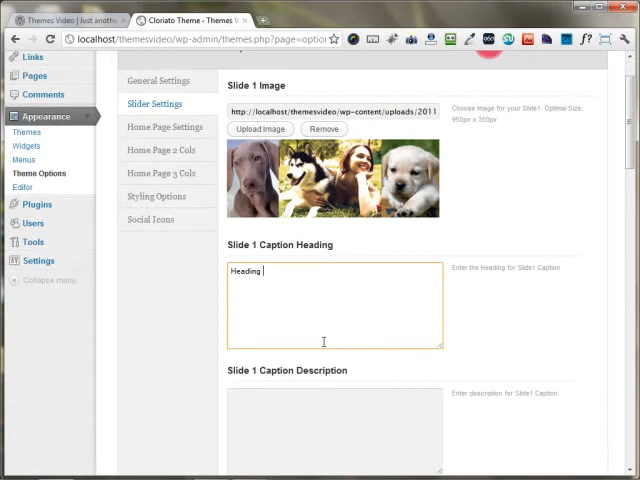 Themes Video | Just anoth
Cloriato Theme ‹ Themes V
localhost/themesvideo/wp-admin/themes.php?page=option
Links
Pages
Comments
Appearance
Themes
Widgets
Menus
Theme Options
Editor
Plugins
Users
Tools
Settings
Collapse menu
General Settings
Slider Settings
Home Page Settings
Home Page 2 Cols
Home Page 3 Cols
Styling Options
Social Icons
Slide 1 Image
http://localhost/themesvideo/wp-content/uploads/2011
Choose Image for your Slide1. Optimal Size:
950px x 350px
Upload Image
Remove
Slide 1 Caption Heading
Heading
Enter the Heading for Slide1 Caption
Slide 1 Caption Description
Enter description for Slide1 Caption